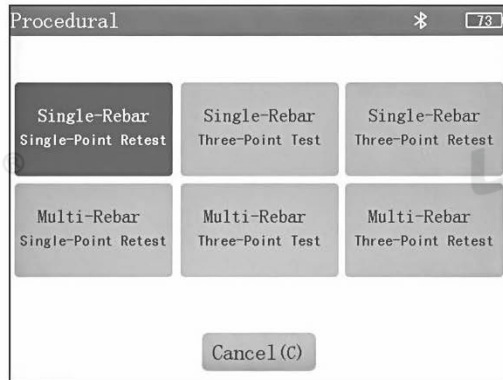 Procedural
73
Single-Rebar
Single-Point Retest
Single-Rebar
Three-Point Test
Single-Rebar
Three-Point Retest
Multi-Rebar
Single-Point Retest
Multi-Rebar
Three-Point Test
Multi-Rebar
Three-Point Retest
Cancel(C)